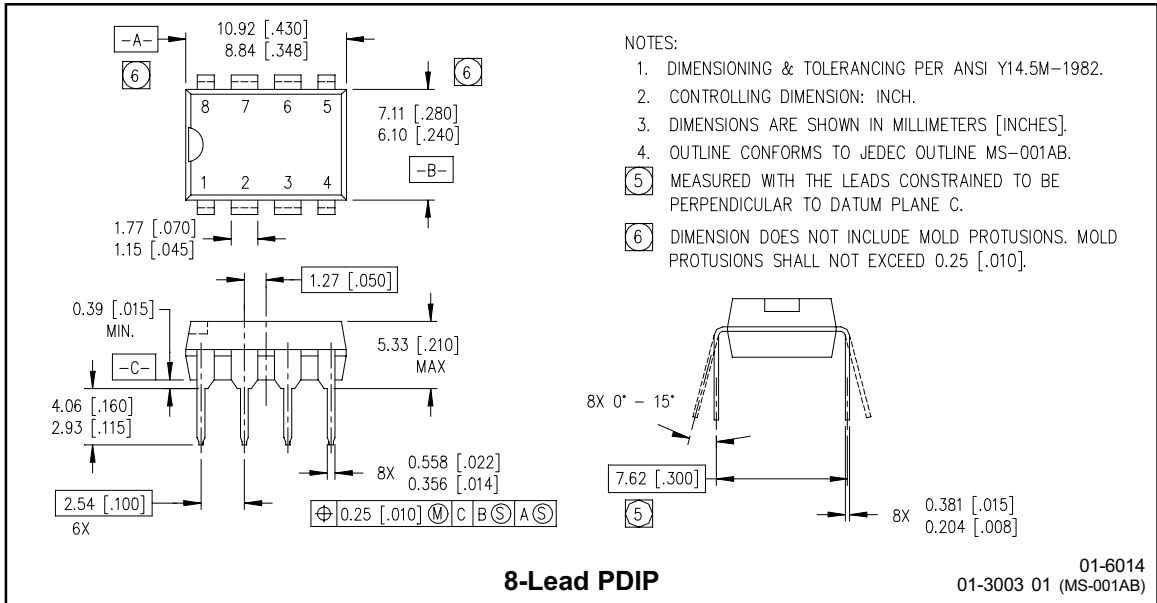 -A-
10.92 [.430]
8.84 [.348]
6
6
8 7 6 5
1 2 3 4
7.11 [.280]
6.10 [.240]
-B-
1.77 [.070]
1.15 [.045]
1.27 [.050]
0.39 [.015]
MIN.
-C-
5.33 [.210]
MAX
4.06 [.160]
2.93 [.115]
8X 0.558 [.022]
0.356 [.014]
2.54 [.100]
6X
⌖ 0.25 [.010] Ⓜ C B Ⓢ A Ⓢ
NOTES:
1. DIMENSIONING & TOLERANCING PER ANSI Y14.5M-1982.
2. CONTROLLING DIMENSION: INCH.
3. DIMENSIONS ARE SHOWN IN MILLIMETERS [INCHES].
4. OUTLINE CONFORMS TO JEDEC OUTLINE MS-001AB.
5 MEASURED WITH THE LEADS CONSTRAINED TO BE
PERPENDICULAR TO DATUM PLANE C.
6 DIMENSION DOES NOT INCLUDE MOLD PROTUSIONS. MOLD
PROTUSIONS SHALL NOT EXCEED 0.25 [.010].
8X 0° - 15°
7.62 [.300]
5
8X 0.381 [.015]
0.204 [.008]
8-Lead PDIP
01-6014
01-3003 01 (MS-001AB)